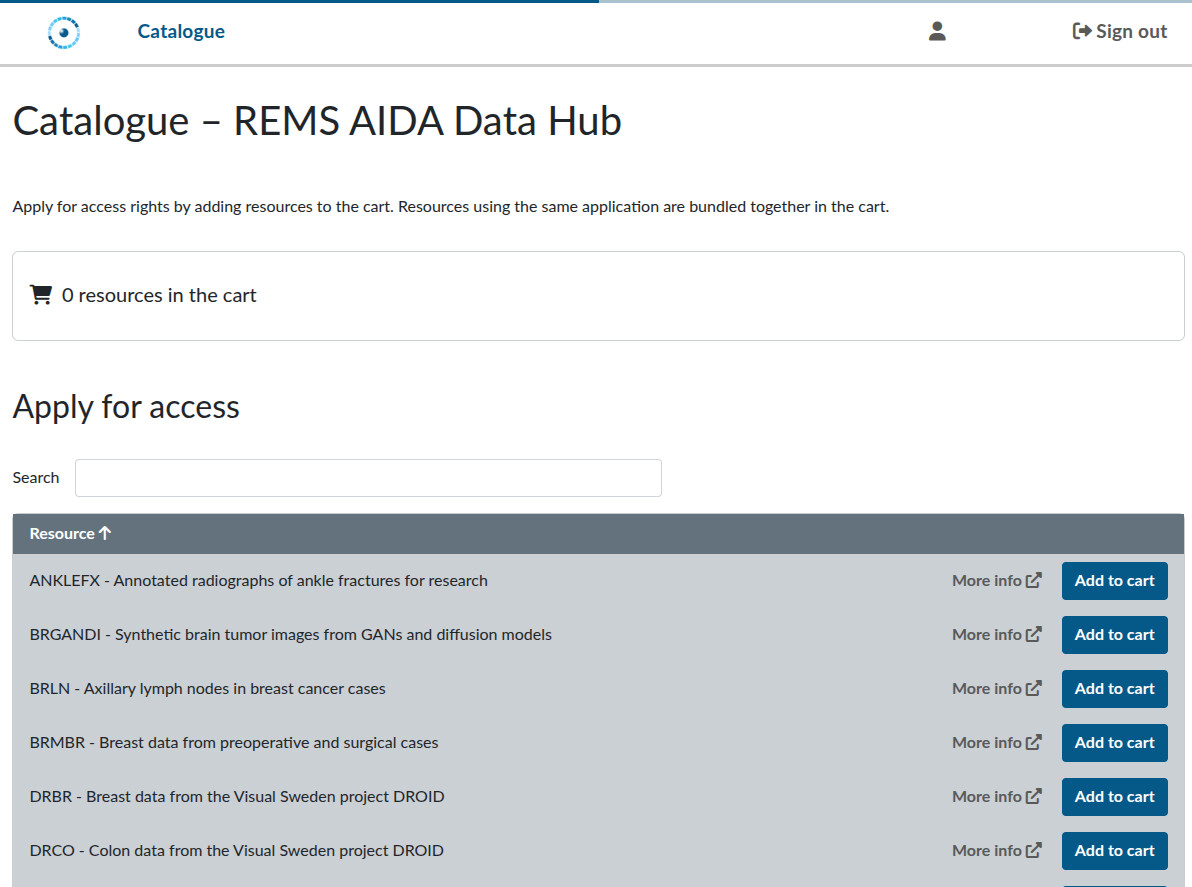 Catalogue Sign out
Catalogue – REMS AIDA Data Hub
Apply for access rights by adding resources to the cart. Resources using the same application are bundled together in the cart.
0 resources in the cart
Apply for access
Search
Resource
ANKLEFX - Annotated radiographs of ankle fractures for research More info Add to cart
BRGANDI - Synthetic brain tumor images from GANs and diffusion models More info Add to cart
BRLN - Axillary lymph nodes in breast cancer cases More info Add to cart
BRMBR - Breast data from preoperative and surgical cases More info Add to cart
DRBR - Breast data from the Visual Sweden project DROID More info Add to cart
DRCO - Colon data from the Visual Sweden project DROID More info Add to cart